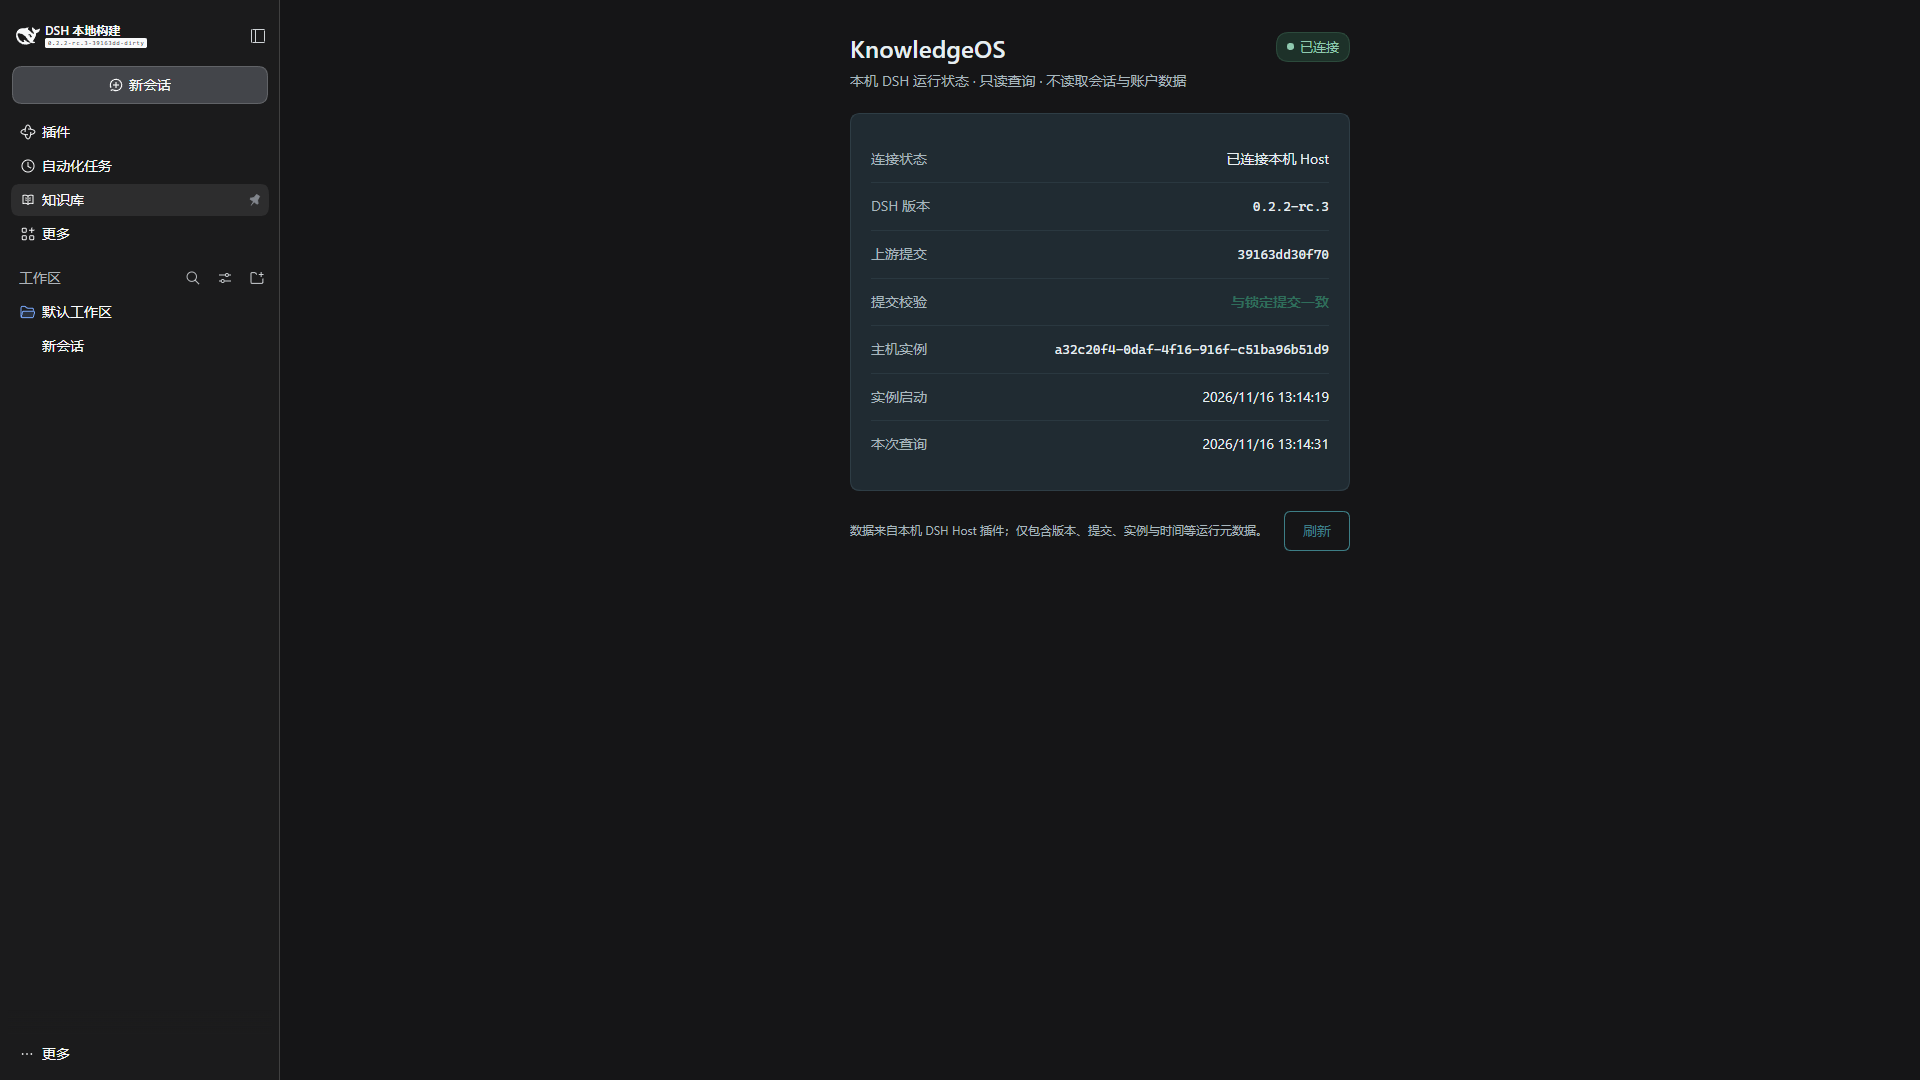 DSH 本地构建
0.2.2-rc.3-39163dd-dirty
新会话
插件
自动化任务
知识库
更多
工作区
默认工作区
新会话
更多
KnowledgeOS
已连接
本机 DSH 运行状态 · 只读查询 · 不读取会话与账户数据
连接状态 已连接本机 Host
DSH 版本 0.2.2-rc.3
上游提交 39163dd30f70
提交校验 与锁定提交一致
主机实例 a32c20f4-0daf-4f16-916f-c51ba96b51d9
实例启动 2026/11/16 13:14:19
本次查询 2026/11/16 13:14:31
数据来自本机 DSH Host 插件；仅包含版本、提交、实例与时间等运行元数据。
刷新